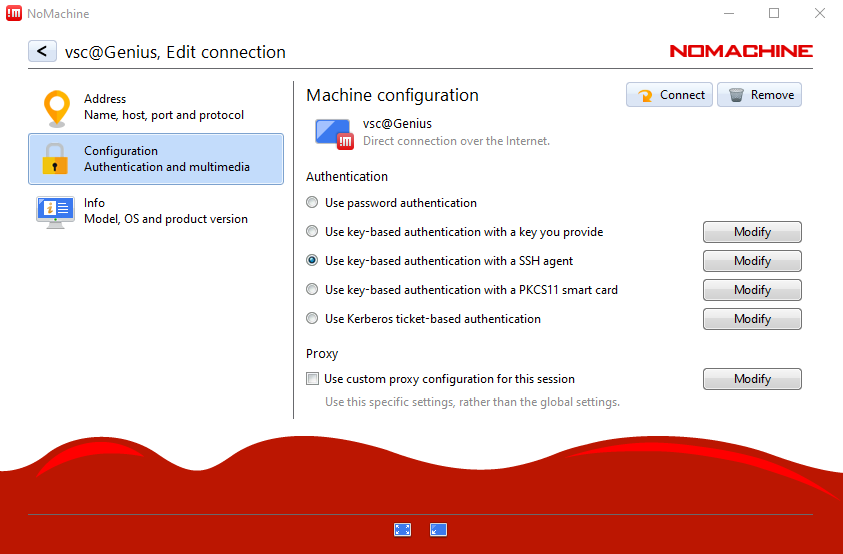 !M NoMachine
< vsc@Genius, Edit connection
NOMACHINE
Address
Name, host, port and protocol
Configuration
Authentication and multimedia
Info
Model, OS and product version
Machine configuration
Connect
Remove
!M
vsc@Genius
Direct connection over the Internet.
Authentication
Use password authentication
Use key-based authentication with a key you provide Modify
Use key-based authentication with a SSH agent Modify
Use key-based authentication with a PKCS11 smart card Modify
Use Kerberos ticket-based authentication Modify
Proxy
Use custom proxy configuration for this session Modify
Use this specific settings, rather than the global settings.